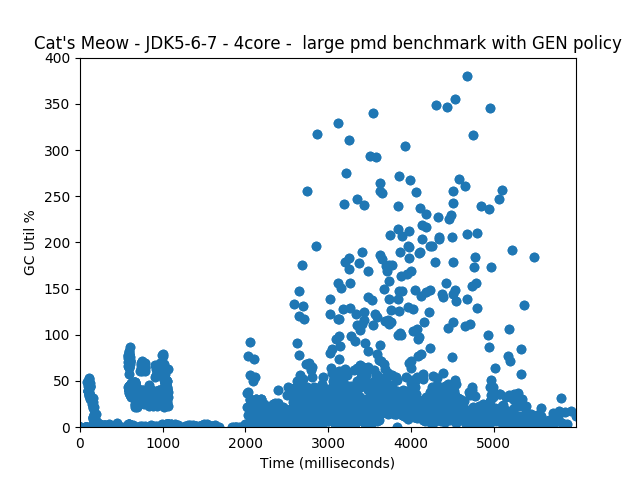 Cat's Meow - JDK5-6-7 - 4core -  large pmd benchmark with GEN policy
400
350
300
250
200
150
100
50
0
GC Util %
0 1000 2000 3000 4000 5000
Time (milliseconds)